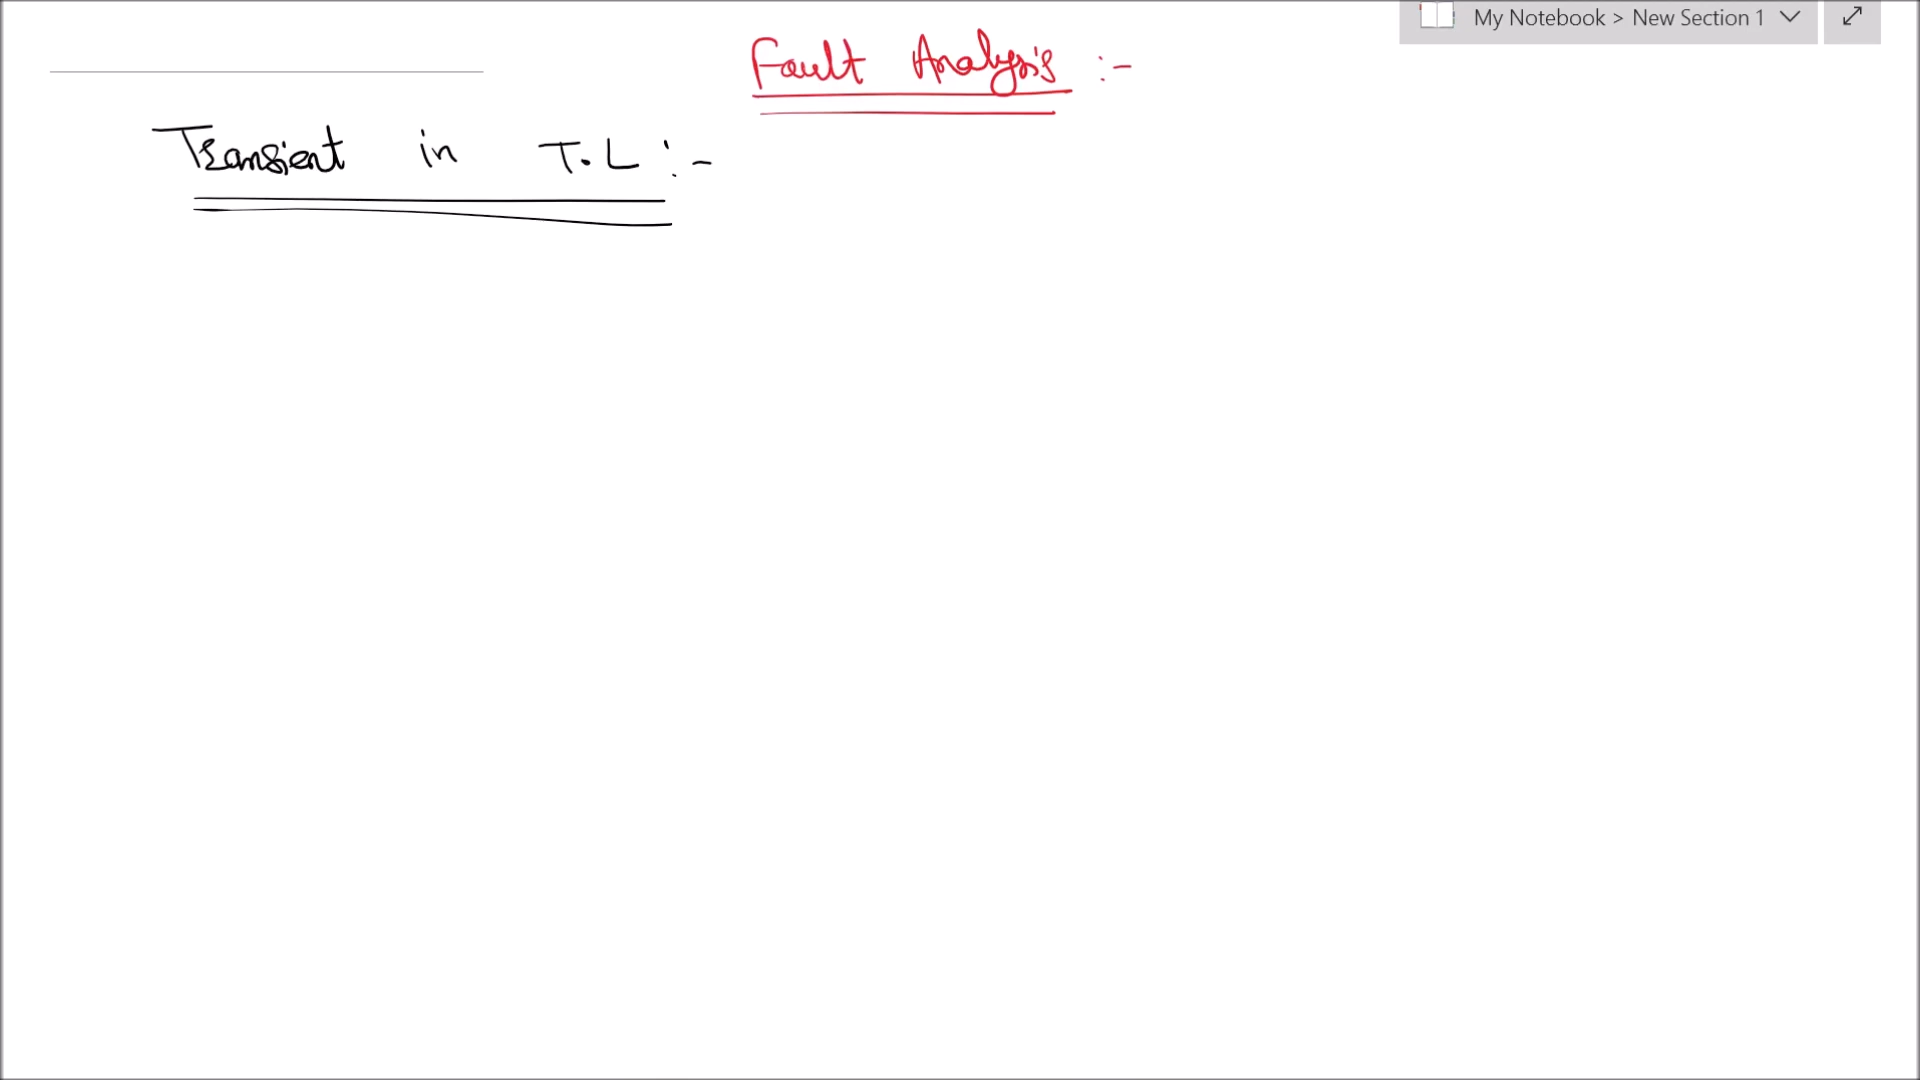 My Notebook > New Section 1
Fault Analysis :-
Transient in T.L :-